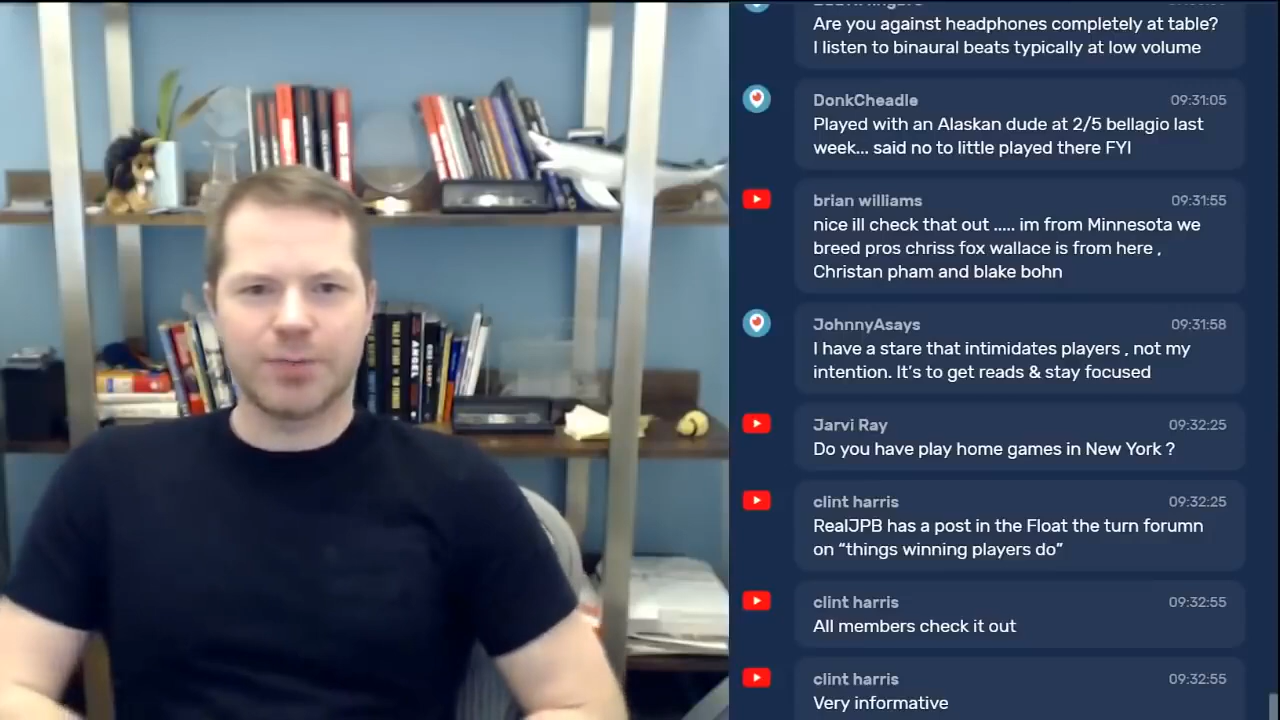 Are you against headphones completely at table?
I listen to binaural beats typically at low volume
DonkCheadle 09:31:05
Played with an Alaskan dude at 2/5 bellagio last
week... said no to little played there FYI
brian williams 09:31:55
nice ill check that out ..... im from Minnesota we
breed pros chriss fox wallace is from here ,
Christan pham and blake bohn
JohnnyAsays 09:31:58
I have a stare that intimidates players , not my
intention. It's to get reads & stay focused
Jarvi Ray 09:32:25
Do you have play home games in New York ?
clint harris 09:32:25
RealJPB has a post in the Float the turn forumn
on “things winning players do”
clint harris 09:32:55
All members check it out
clint harris 09:32:55
Very informative
ANGEL